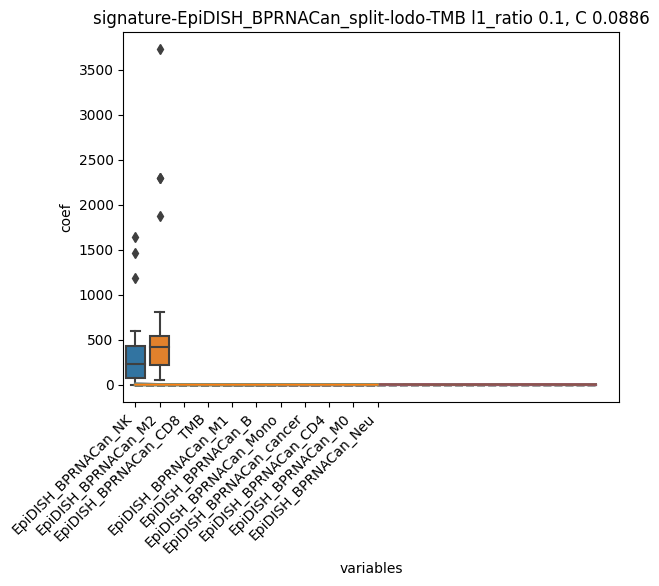 signature-EpiDISH_BPRNACan_split-lodo-TMB l1_ratio 0.1, C 0.0886
3500
3000
2500
2000
1500
1000
500
0
coef
EpiDISH_BPRNACan_NK
EpiDISH_BPRNACan_M2
EpiDISH_BPRNACan_CD8
TMB
EpiDISH_BPRNACan_M1
EpiDISH_BPRNACan_B
EpiDISH_BPRNACan_Mono
EpiDISH_BPRNACan_cancer
EpiDISH_BPRNACan_CD4
EpiDISH_BPRNACan_M0
EpiDISH_BPRNACan_Neu
variables